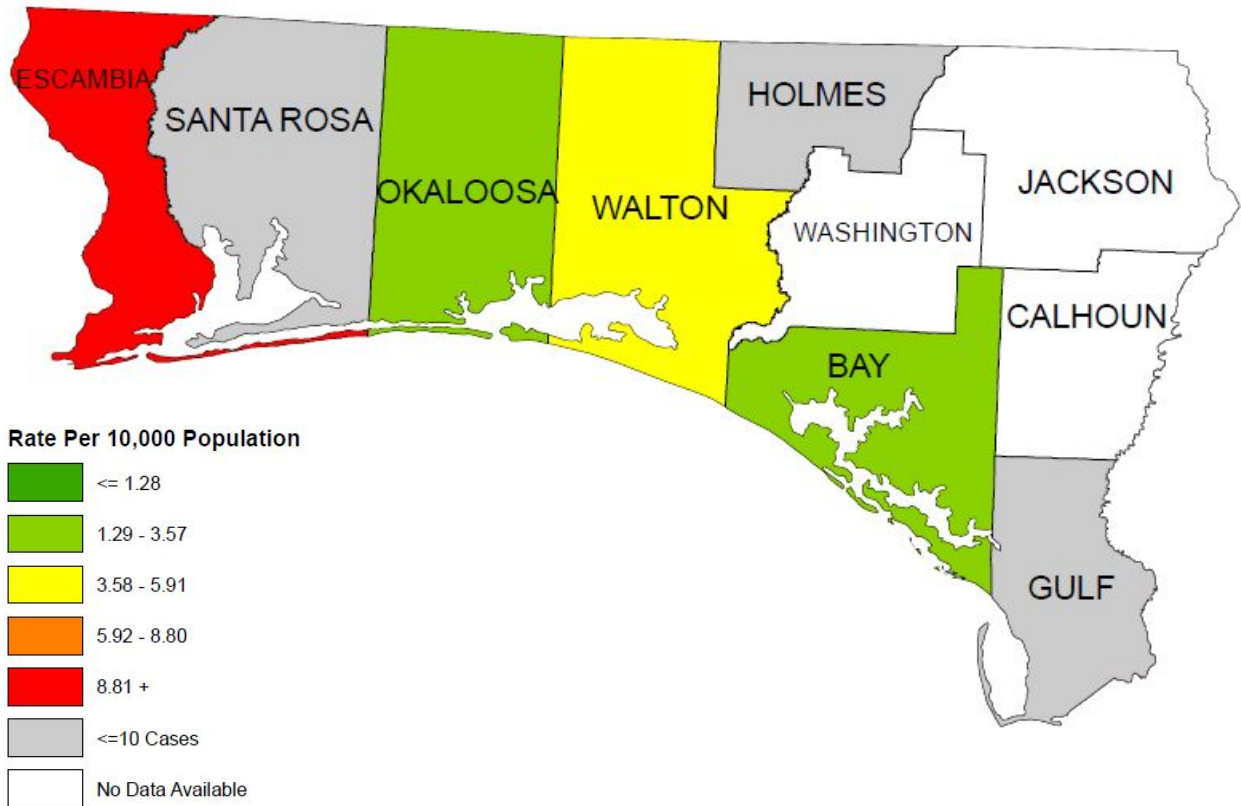 ESCAMBIA
SANTA ROSA
OKALOOSA
WALTON
HOLMES
WASHINGTON
JACKSON
CALHOUN
BAY
GULF
Rate Per 10,000 Population
<= 1.28
1.29 - 3.57
3.58 - 5.91
5.92 - 8.80
8.81 +
<=10 Cases
No Data Available